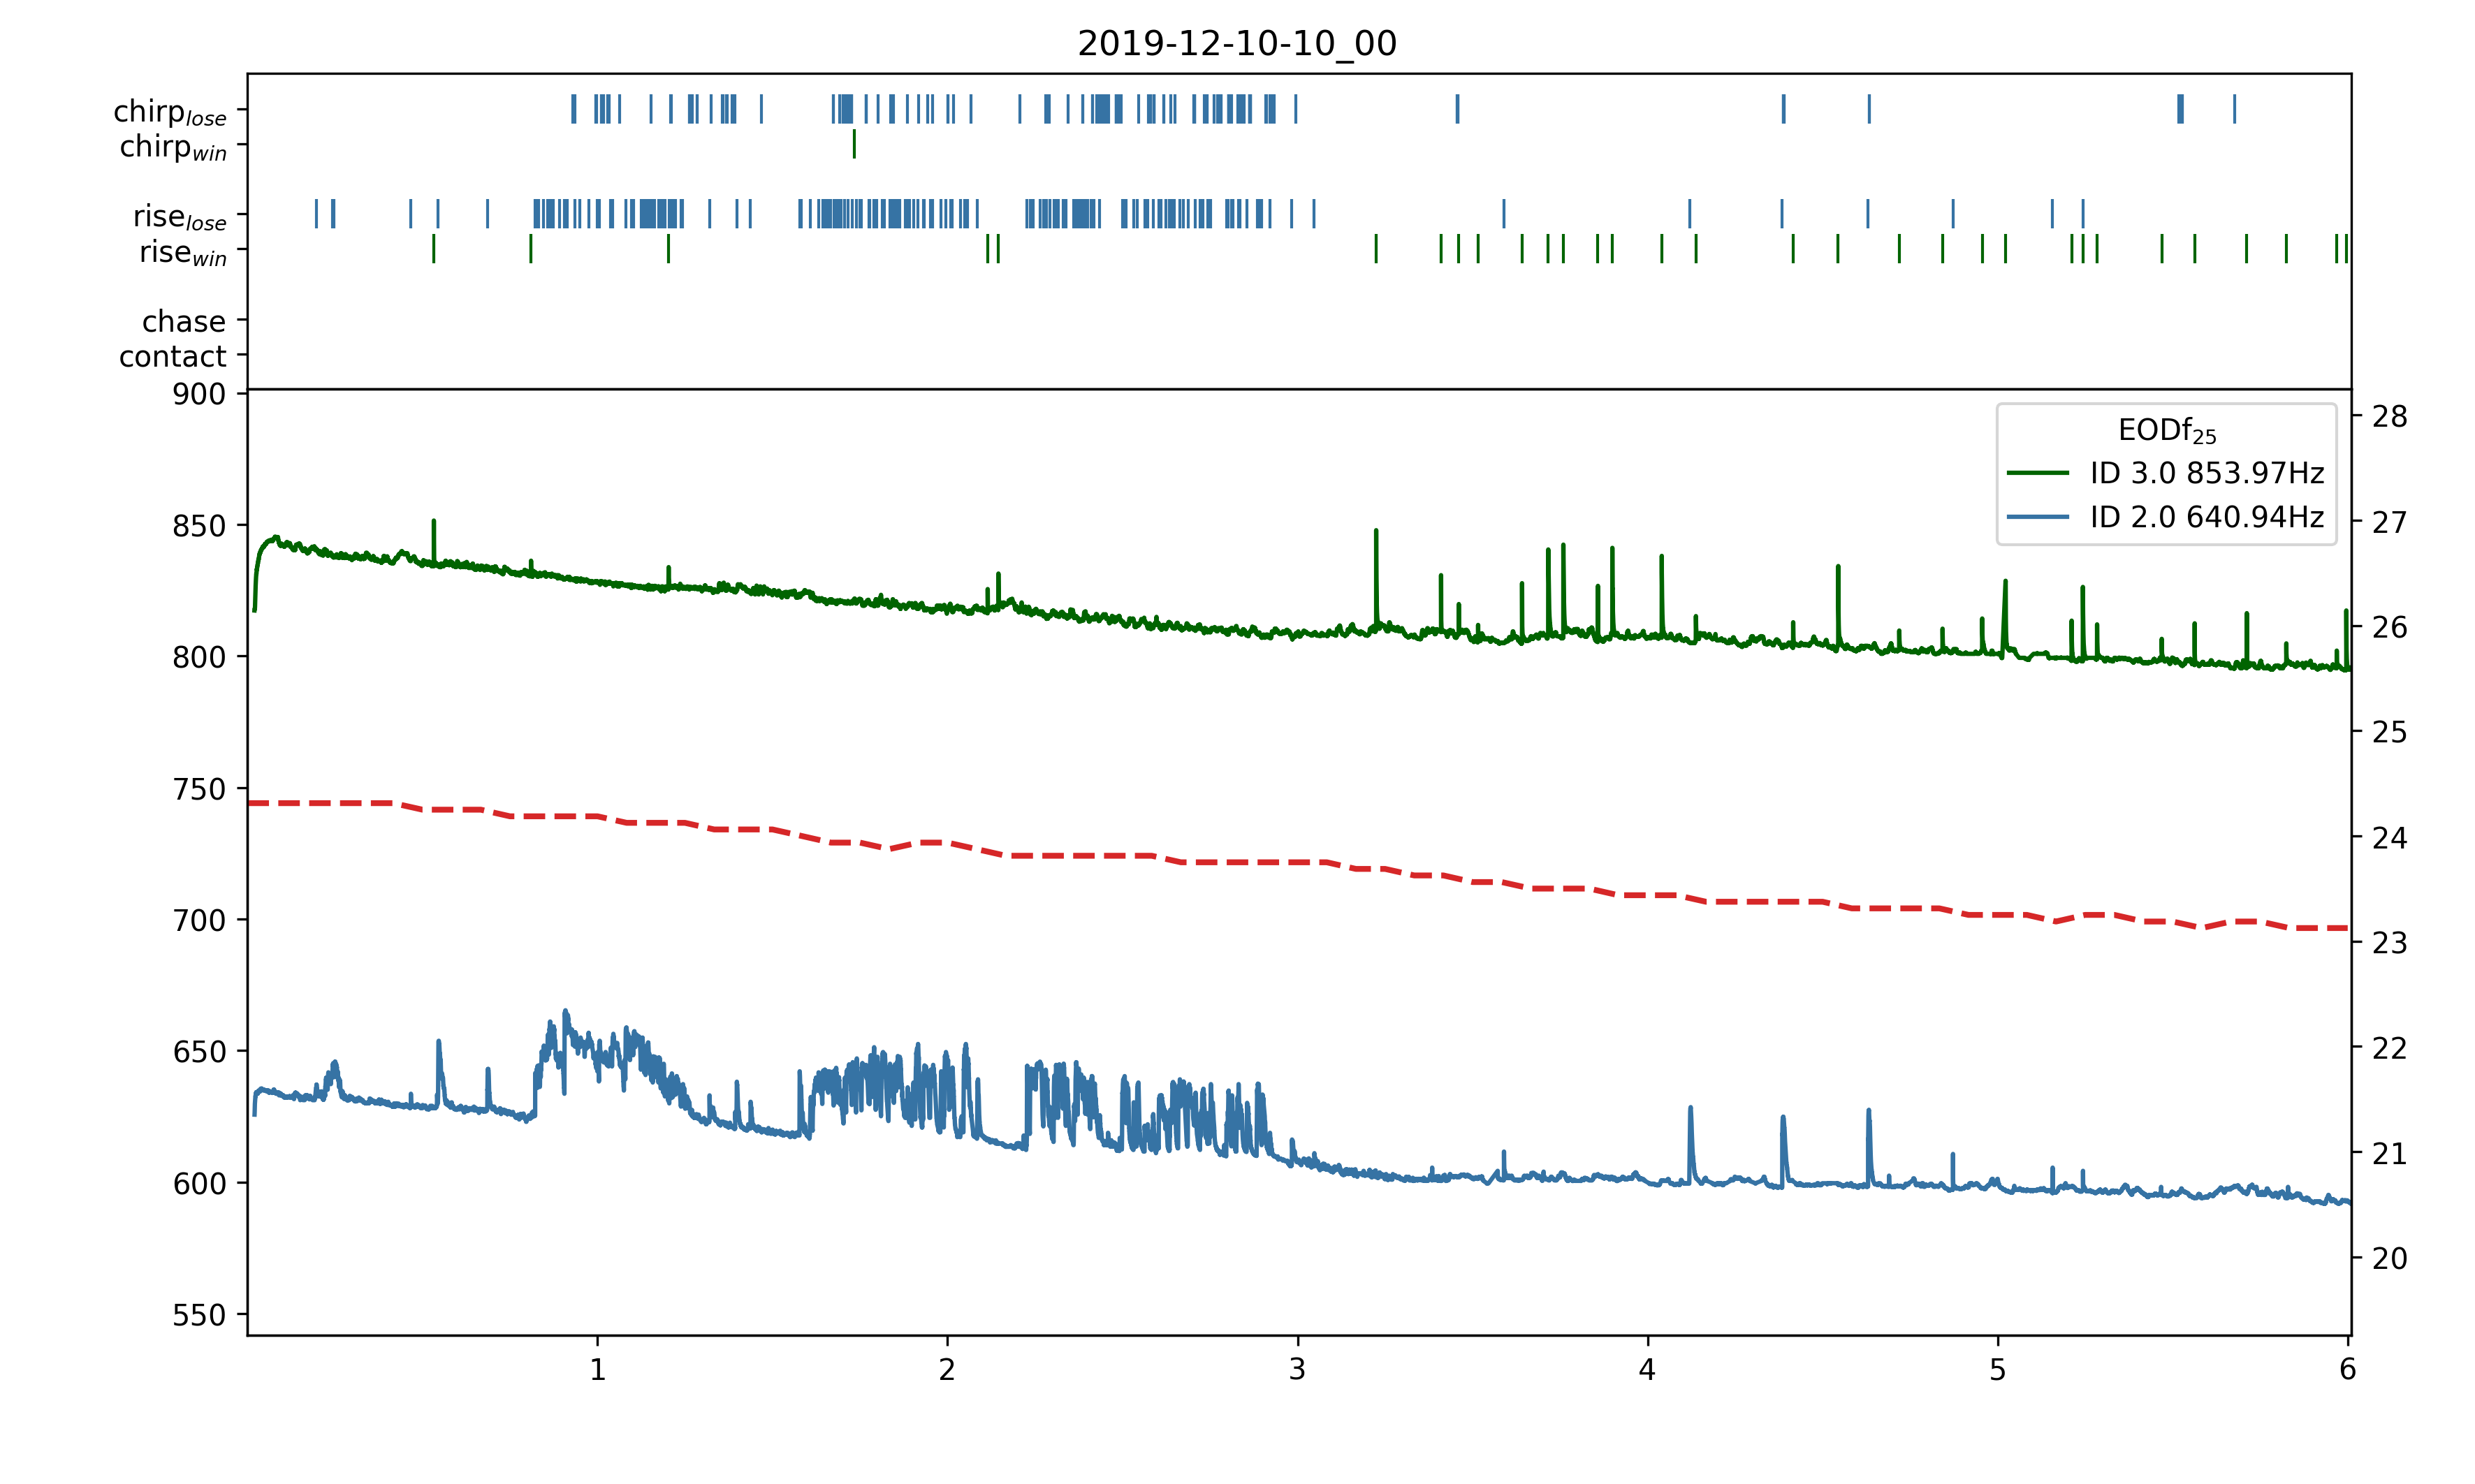 2019-12-10-10_00
chirp_lose
chirp_win
rise_lose
rise_win
chase
contact
900
850
800
750
700
650
600
550
28
27
26
25
24
23
22
21
20
EODf_25
ID 3.0 853.97Hz
ID 2.0 640.94Hz
1 2 3 4 5 6